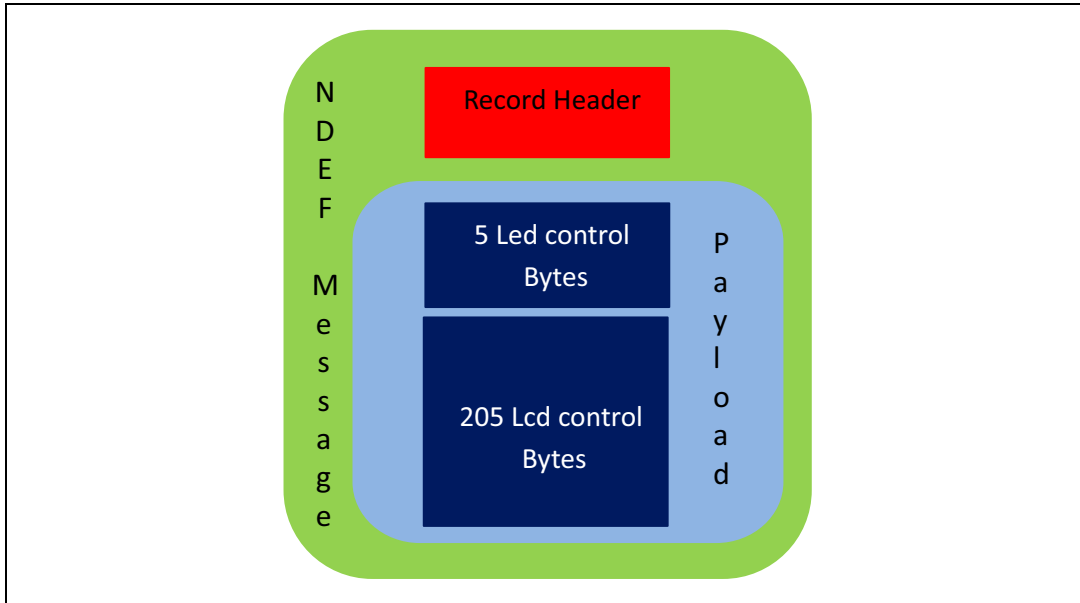 NDEF Message
Record Header
5 Led control
Bytes
205 Lcd control
Bytes
Payload